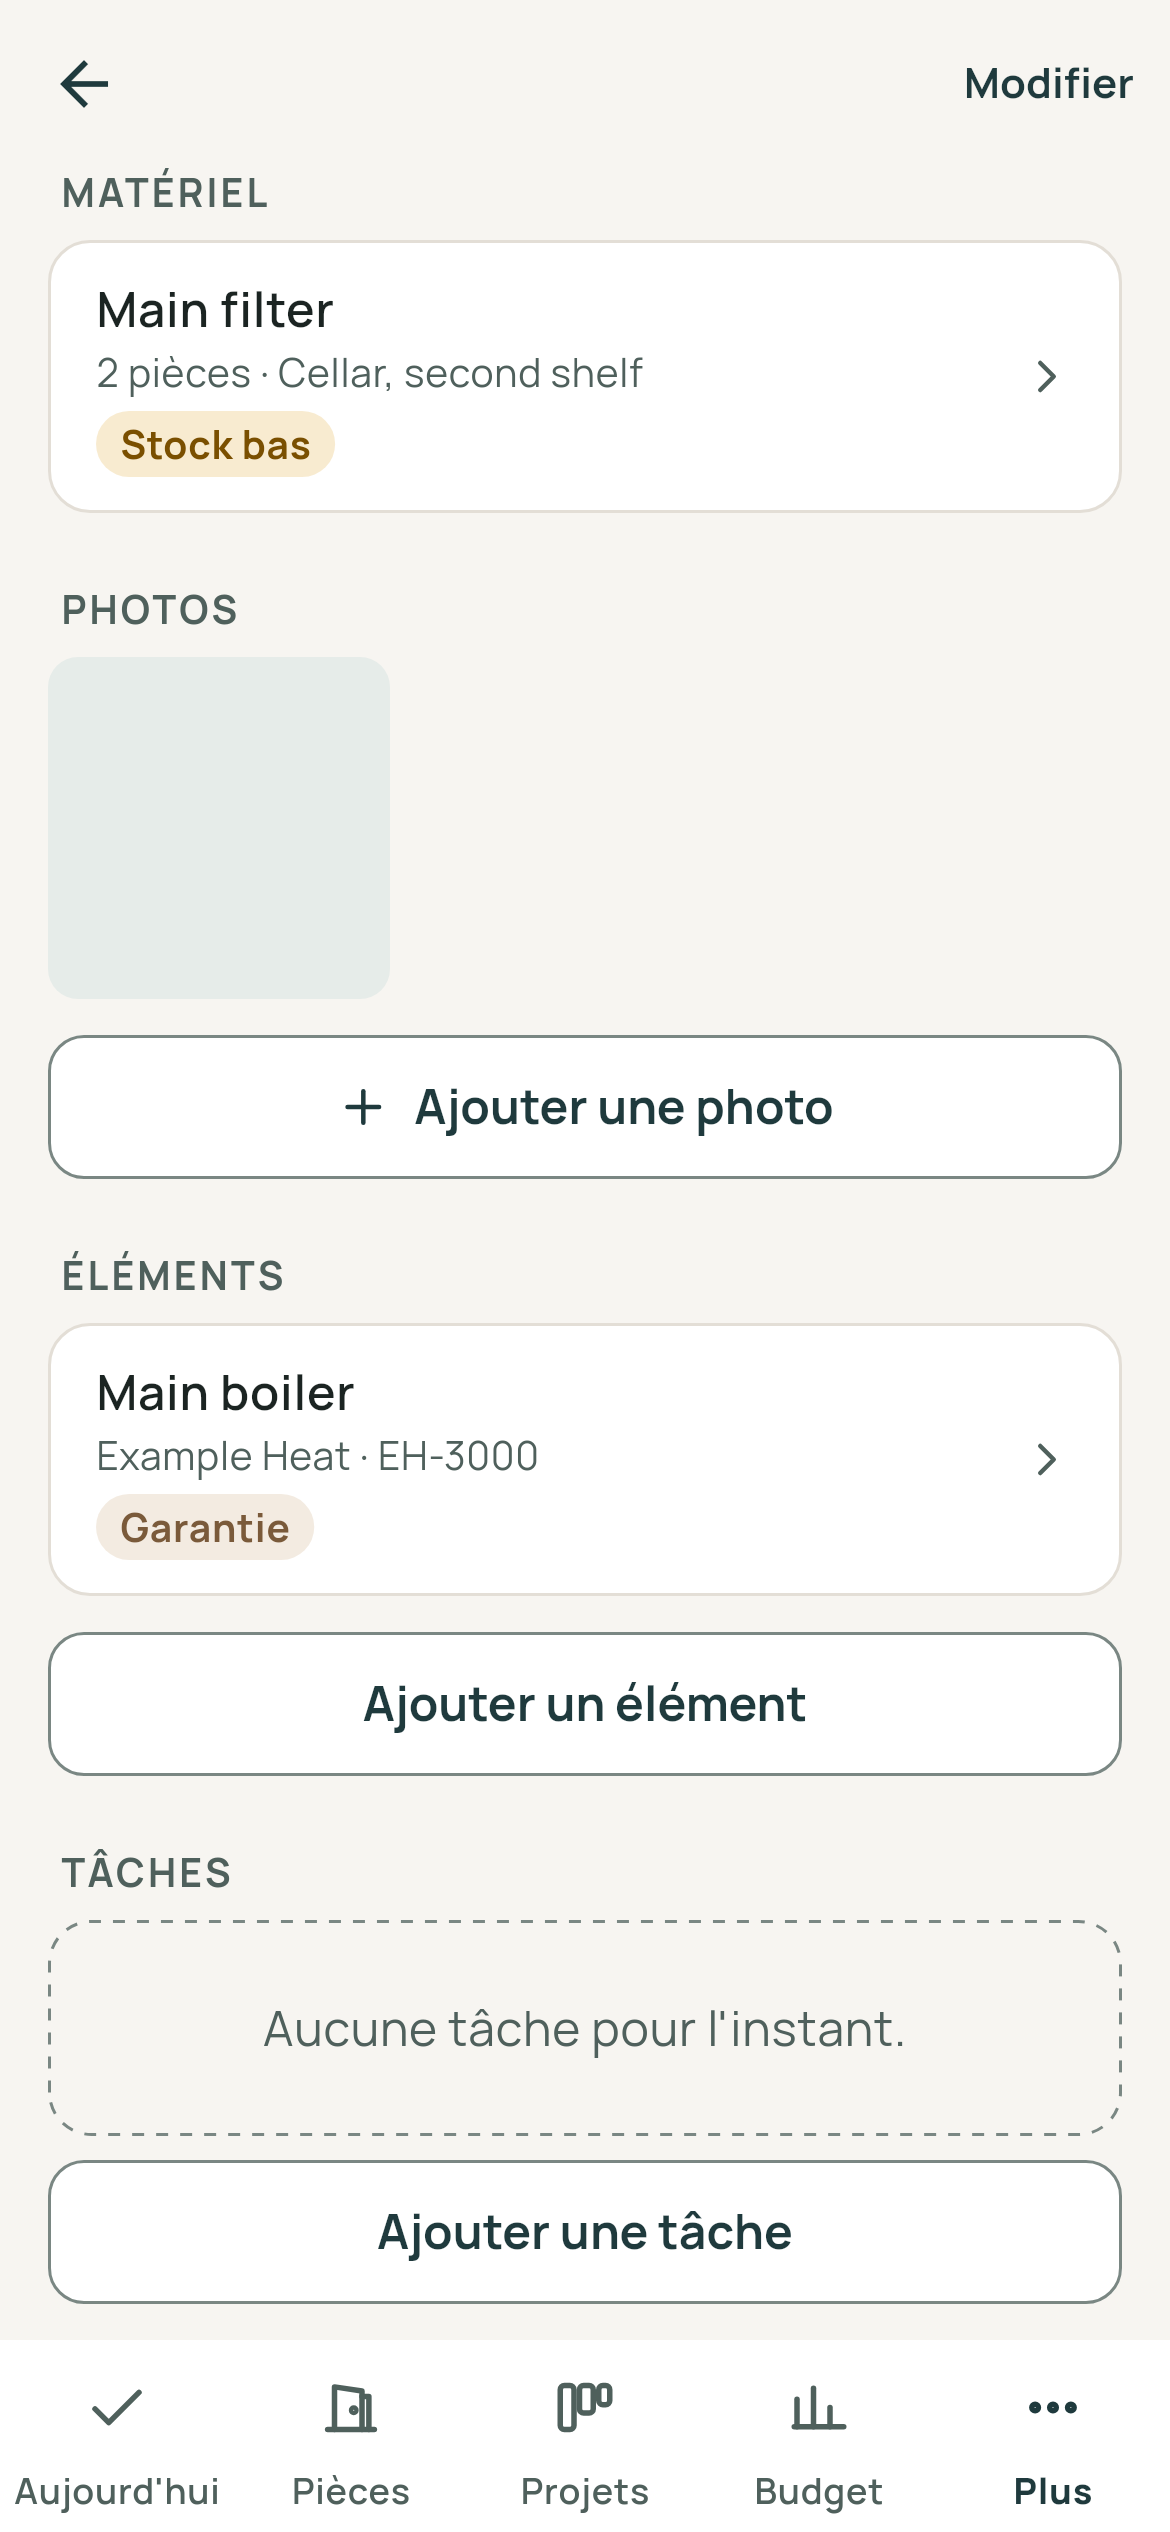 Modifier
MATÉRIEL
Main filter
2 pièces · Cellar, second shelf
Stock bas
PHOTOS
Ajouter une photo
ÉLÉMENTS
Main boiler
Example Heat · EH-3000
Garantie
Ajouter un élément
TÂCHES
Aucune tâche pour l'instant.
Ajouter une tâche
Aujourd'hui
Pièces
Projets
Budget
Plus